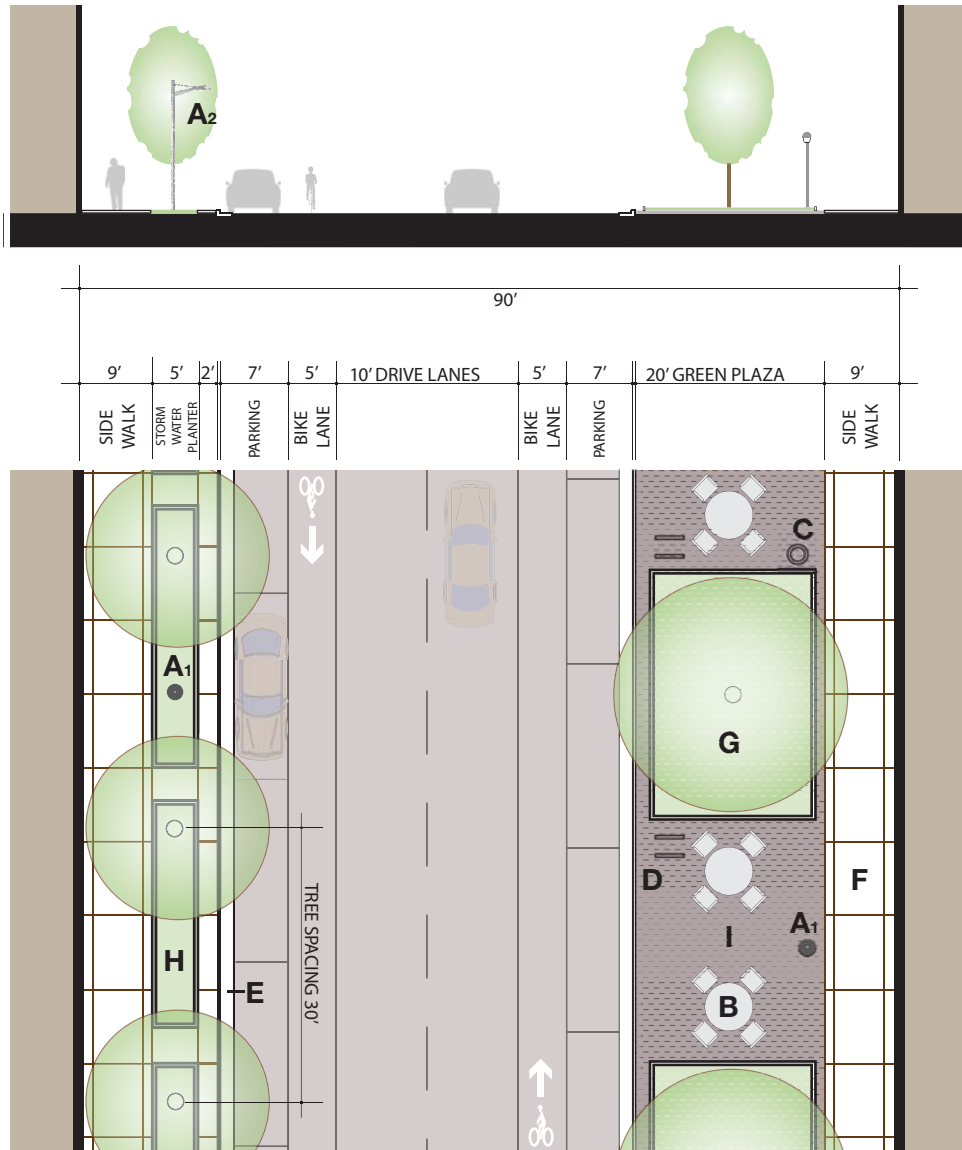 A2
90’
9’ 5’ 2’ 7’ 5’ 10’ DRIVE LANES 5’ 7’ 20’ GREEN PLAZA 9’
SIDE
WALK
STORM
WATER
PLANTER
PARKING
BIKE
LANE
BIKE
LANE
PARKING
SIDE
WALK
C
A1
G
TREE SPACING 30’
D
F
A1
I
H
E
B